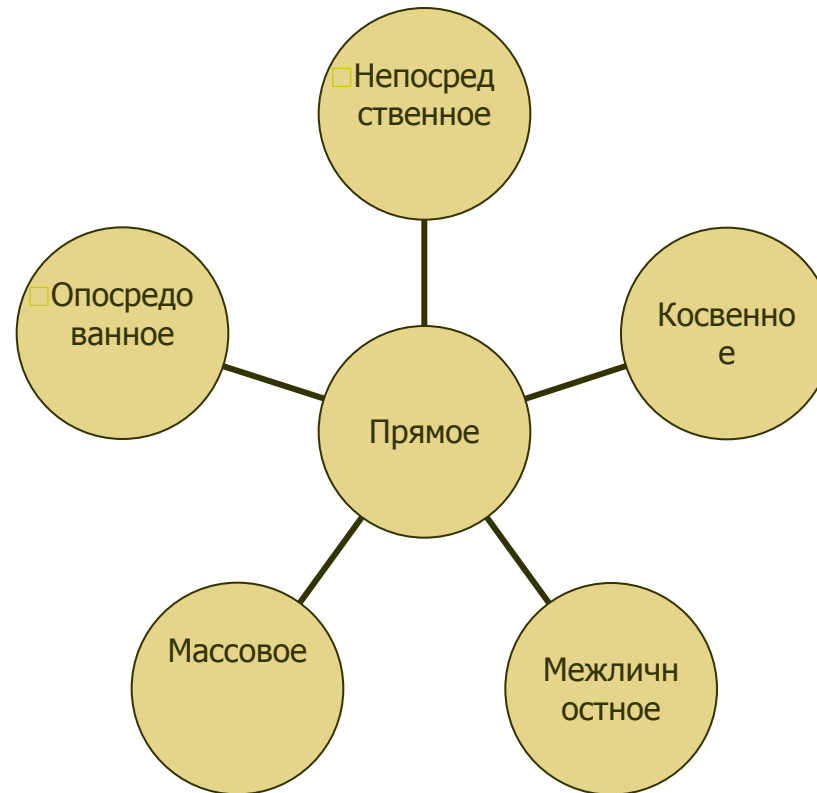 Непосред
ственное
Опосредо
ванное
Косвенно
е
Прямое
Массовое
Межличн
остное